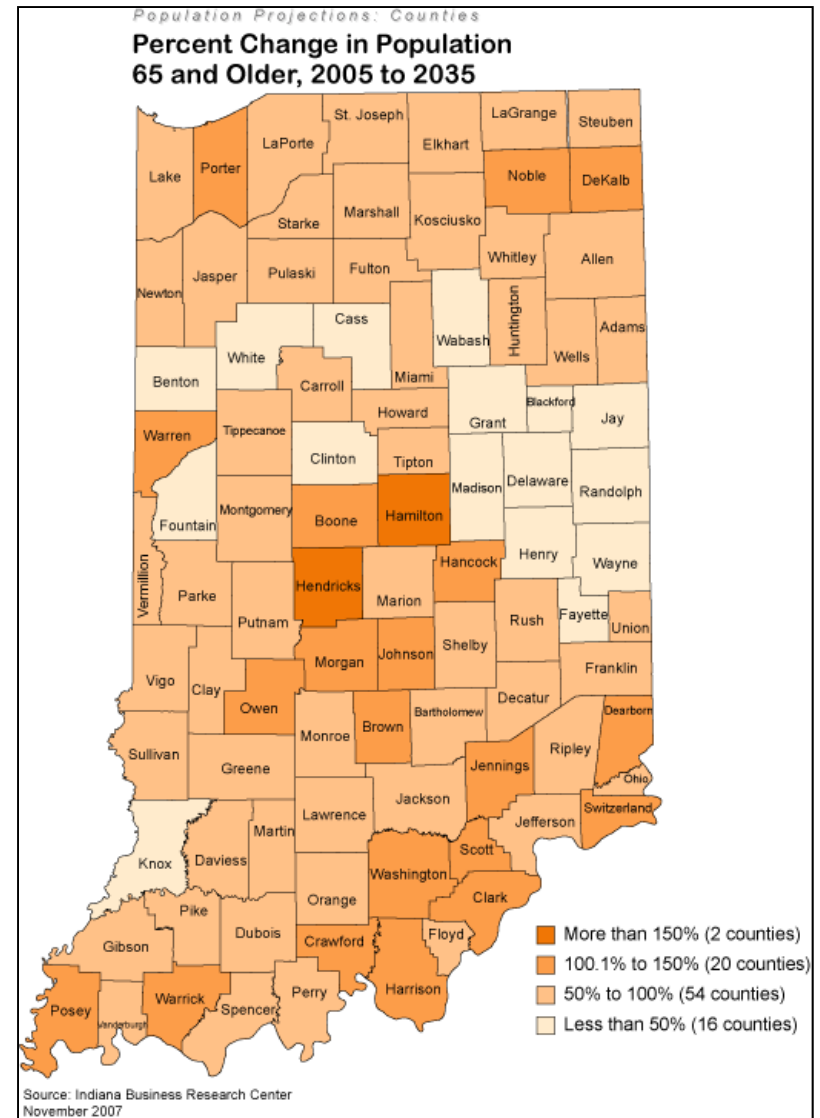 Population Projections: Counties
Percent Change in Population
65 and Older, 2005 to 2035
St. Joseph
LaGrange
Steuben
LaPorte
Elkhart
Porter
Lake
Noble
DeKalb
Starke
Marshall
Kosciusko
Whitley
Allen
Newton
Jasper
Pulaski
Fulton
Huntington
Cass
Wabash
Adams
White
Wells
Benton
Carroll
Miami
Blackford
Howard
Grant
Jay
Warren
Tippecanoe
Clinton
Tipton
Madison
Delaware
Randolph
Fountain
Montgomery
Boone
Hamilton
Henry
Wayne
Vermillion
Hancock
Hendricks
Parke
Marion
Fayette
Putnam
Rush
Union
Shelby
Morgan
Johnson
Franklin
Vigo
Clay
Owen
Decatur
Brown
Bartholomew
Dearborn
Monroe
Sullivan
Ripley
Greene
Jennings
Ohio
Jackson
Switzerland
Lawrence
Jefferson
Martin
Scott
Knox
Daviess
Washington
Orange
Clark
Pike
Dubois
Floyd
Gibson
Crawford
Harrison
Perry
Posey
Warrick
Spencer
Vanderburgh
More than 150% (2 counties)
100.1% to 150% (20 counties)
50% to 100% (54 counties)
Less than 50% (16 counties)
Source: Indiana Business Research Center
November 2007